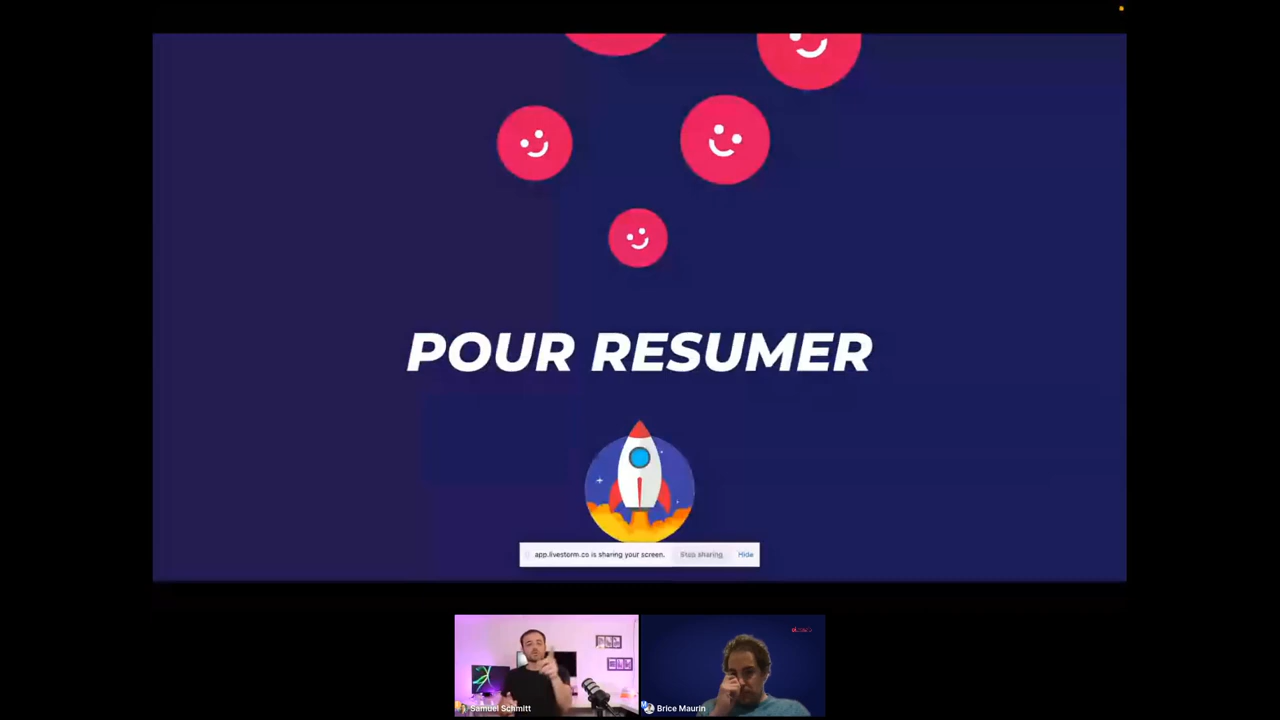 POUR RESUMER
app.livestorm.co is sharing your screen. Stop sharing Hide
Samuel Schmitt
Brice Maurin